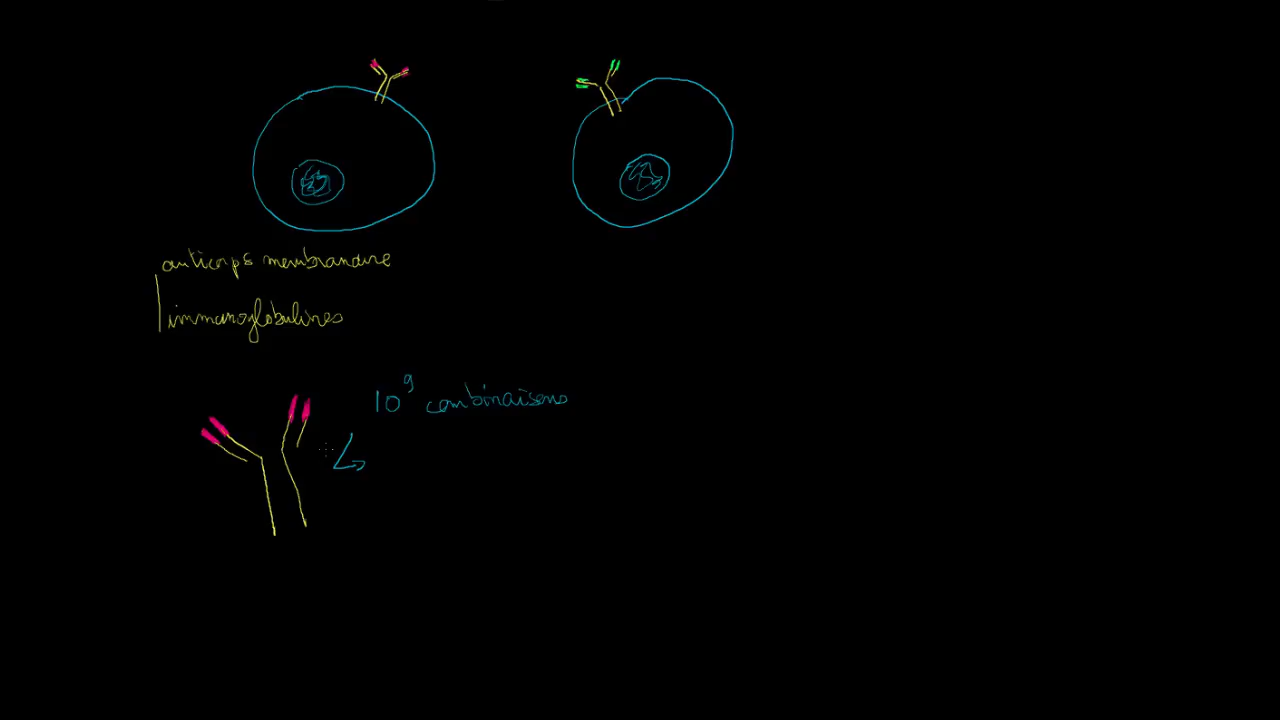 anticorps membranaire
immunoglobulines
10⁹ combinaisons